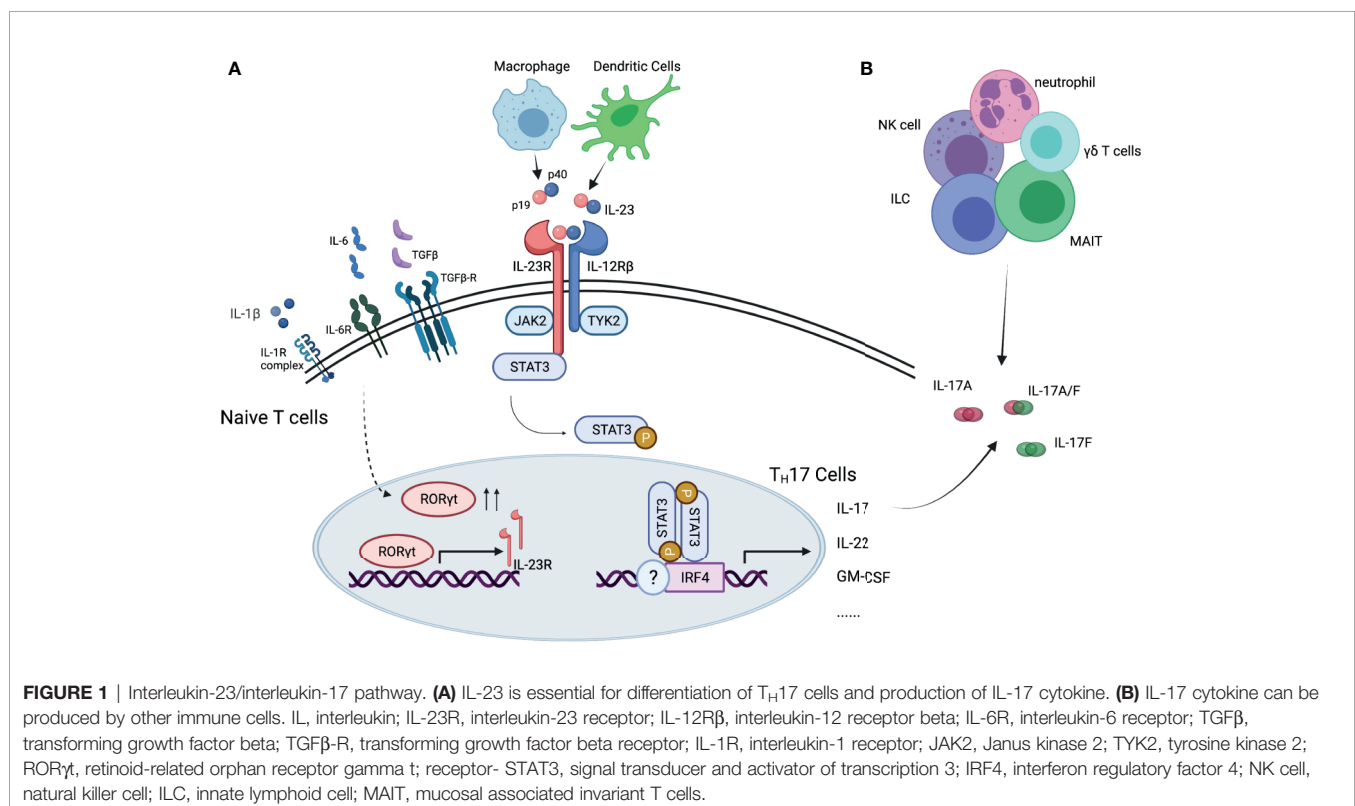 A
Macrophage
Dendritic Cells
p40
p19
IL-23
IL-6
TGFβ
IL-23R
IL-12Rβ
TGFβ-R
IL-1β
IL-6R
JAK2
TYK2
IL-1R
complex
STAT3
Naive T cells
STAT3
P
RORγt
RORγt
IL-23R
STAT3
P
STAT3
P
?
IRF4
TH17 Cells
IL-17
IL-22
GM-CSF
......
B
neutrophil
NK cell
γδ T cells
ILC
MAIT
IL-17A
IL-17A/F
IL-17F
FIGURE 1 | Interleukin-23/interleukin-17 pathway. (A) IL-23 is essential for differentiation of TH17 cells and production of IL-17 cytokine. (B) IL-17 cytokine can be
produced by other immune cells. IL, interleukin; IL-23R, interleukin-23 receptor; IL-12Rβ, interleukin-12 receptor beta; IL-6R, interleukin-6 receptor; TGFβ,
transforming growth factor beta; TGFβ-R, transforming growth factor beta receptor; IL-1R, interleukin-1 receptor; JAK2, Janus kinase 2; TYK2, tyrosine kinase 2;
RORγt, retinoid-related orphan receptor gamma t; receptor- STAT3, signal transducer and activator of transcription 3; IRF4, interferon regulatory factor 4; NK cell,
natural killer cell; ILC, innate lymphoid cell; MAIT, mucosal associated invariant T cells.